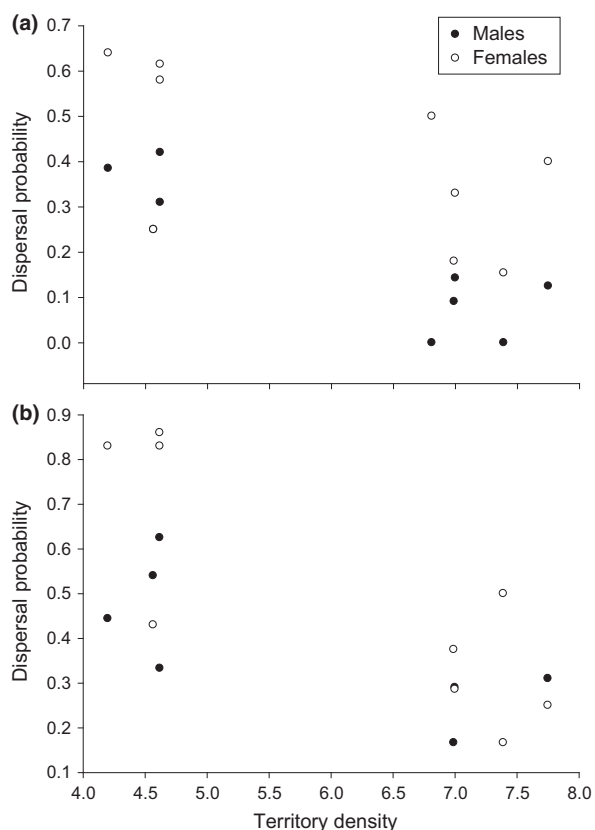 (a)
Males
Females
0.7
0.6
0.5
0.4
0.3
0.2
0.1
0.0
Dispersal probability
(b)
0.9
0.8
0.7
0.6
0.5
0.4
0.3
0.2
0.1
Dispersal probability
4.0 4.5 5.0 5.5 6.0 6.5 7.0 7.5 8.0
Territory density